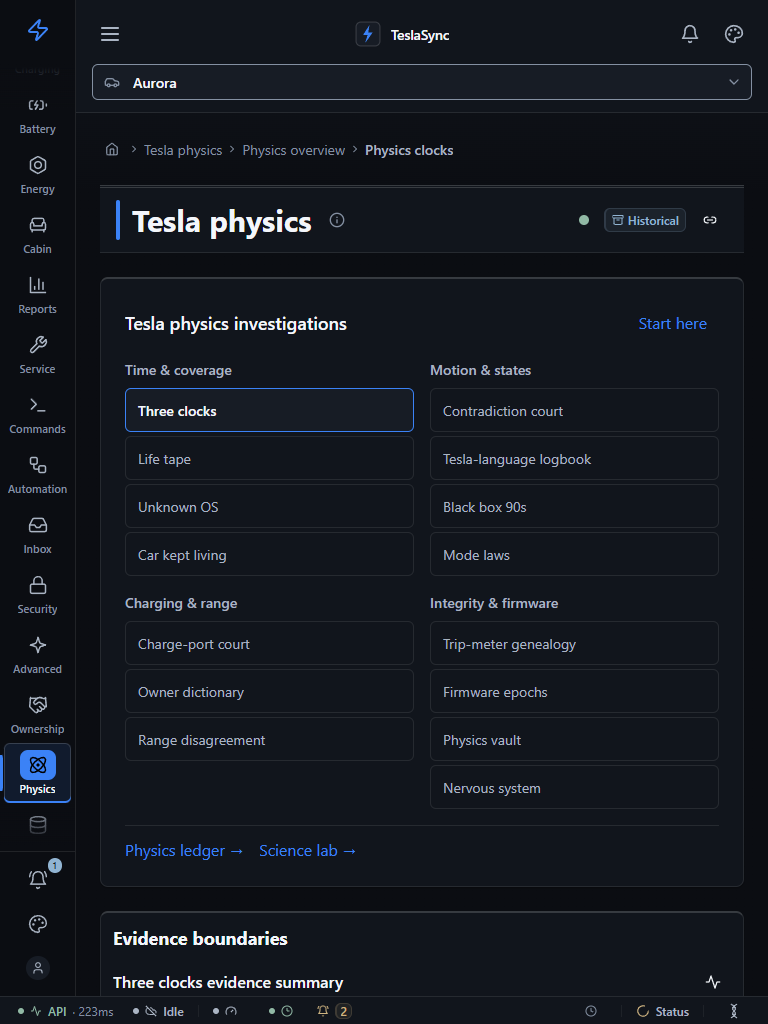 TeslaSync
Aurora
Battery
Energy
Cabin
Reports
Service
Commands
Automation
Inbox
Security
Advanced
Ownership
Physics
1
Tesla physics > Physics overview > Physics clocks
Tesla physics
Historical
Tesla physics investigations
Start here
Time & coverage
Three clocks
Life tape
Unknown OS
Car kept living
Motion & states
Contradiction court
Tesla-language logbook
Black box 90s
Mode laws
Charging & range
Charge-port court
Owner dictionary
Range disagreement
Integrity & firmware
Trip-meter genealogy
Firmware epochs
Physics vault
Nervous system
Physics ledger →
Science lab →
Evidence boundaries
Three clocks evidence summary
API · 223ms
Idle
2
Status